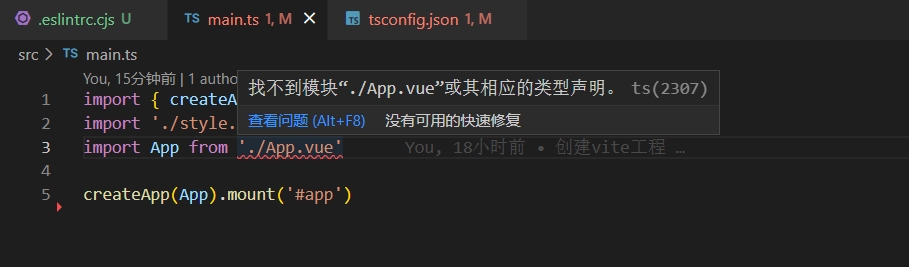 .eslintrc.cjs U
TS main.ts 1, M ×
TS tsconfig.json 1, M
src > TS main.ts
You, 15分钟前 | 1 autho
1 import { createA
找不到模块“./App.vue”或其相应的类型声明。 ts(2307)
2 import './style.
查看问题 (Alt+F8) 没有可用的快速修复
3 import App from './App.vue' You, 18小时前 • 创建vite工程 …
4
5 createApp(App).mount('#app')